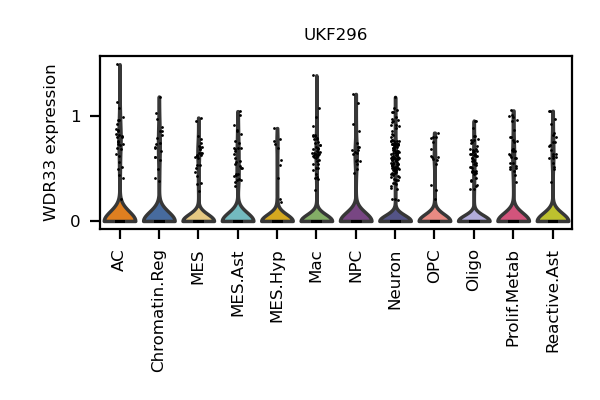 UKF296
WDR33 expression
1
0
AC
Chromatin.Reg
MES
MES.Ast
MES.Hyp
Mac
NPC
Neuron
OPC
Oligo
Prolif.Metab
Reactive.Ast